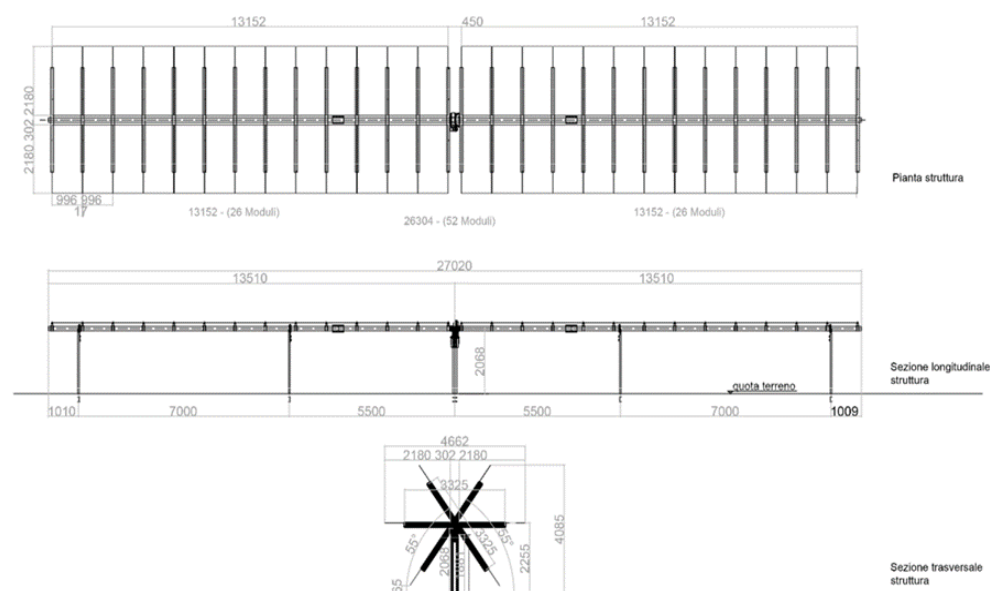 13152 450 13152
2180 302 2180
Pianta struttura
996 996
17
13152 - (26 Moduli)
13152 - (26 Moduli)
26304 - (52 Moduli)
27020
13510 13510
2068
Sezione longitudinale
struttura
quota terreno
1010 7000 5500 5500 7000 1009
4662
2180 302 2180
3325
4085
55°
55°
3325
2068
2255
Sezione trasversale
struttura